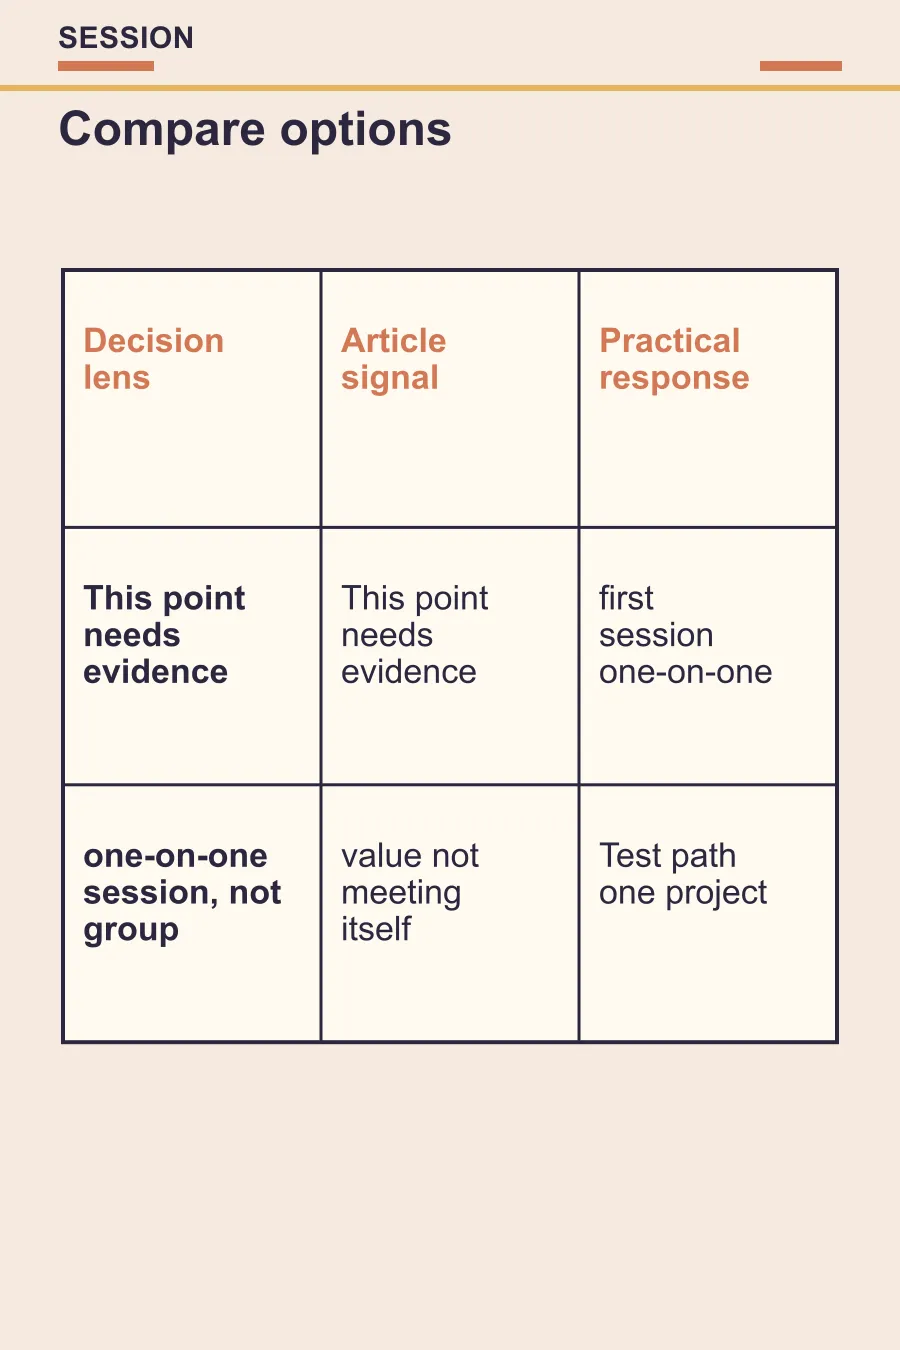 SESSION
Compare options
Decision
lens
Article
signal
Practical
response
This point
needs
evidence
This point
needs
evidence
first
session
one-on-one
one-on-one
session, not
group
value not
meeting
itself
Test path
one project